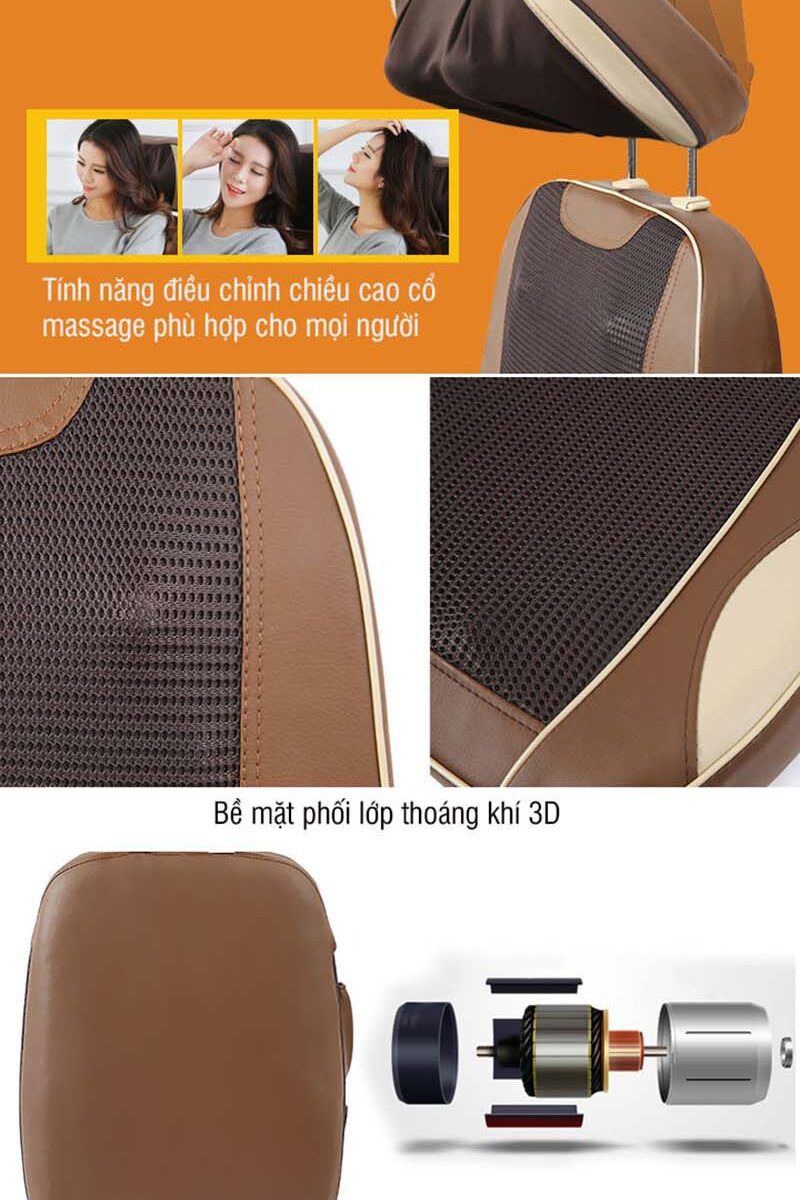 Tính năng điều chỉnh chiều cao cổ
massage phù hợp cho mọi người
Bề mặt phối lớp thoáng khí 3D